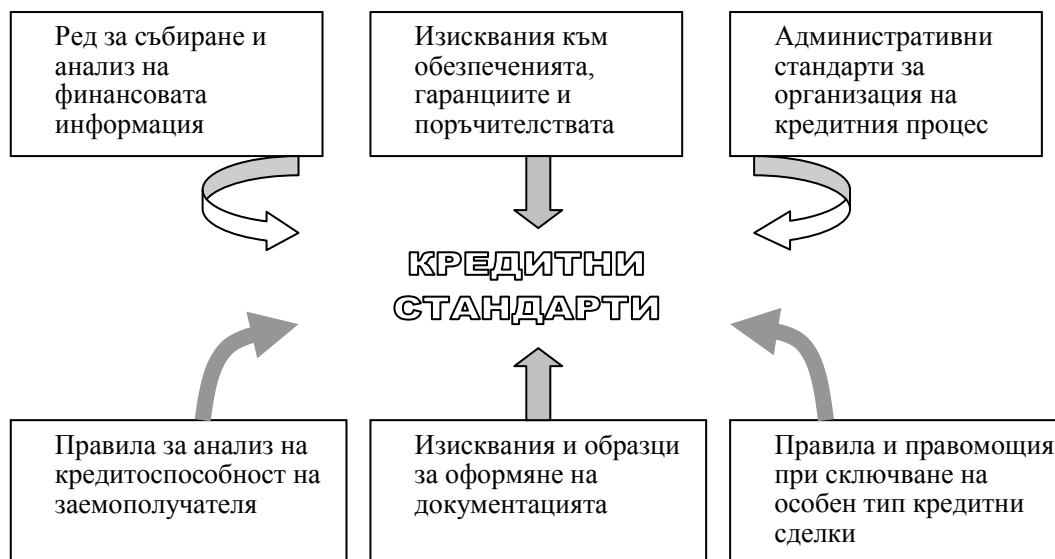 Ред за събиране и
анализ на
финансовата
информация
Изисквания към
обезпеченията,
гаранциите и
поръчителствата
Административни
стандарти за
организация на
кредитния процес
КРЕДИТНИ
СТАНДАРТИ
Правила за анализ на
кредитоспособност на
заемополучателя
Изисквания и образци
за оформяне на
документацията
Правила и правомощия
при сключване на
особен тип кредитни
сделки